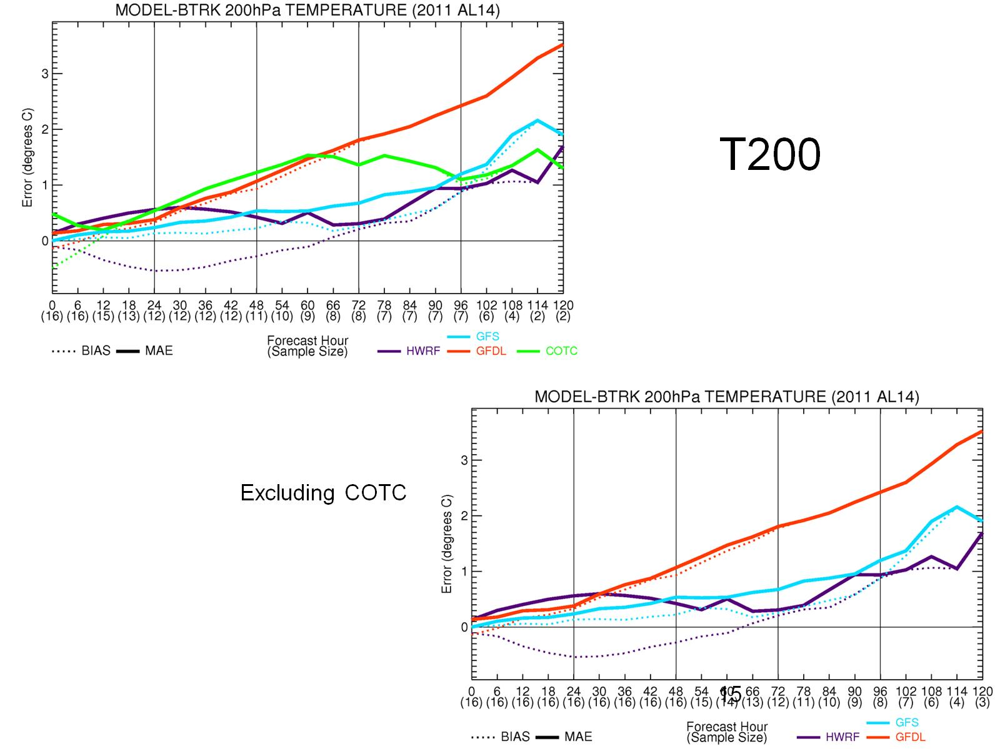 MODEL-BTRK 200hPa TEMPERATURE (2011 AL14)
Error (degrees C)
3
2
1
0
0 6 12 18 24 30 36 42 48 54 60 66 72 78 84 90 96 102 108 114 120
(16) (16) (15) (13) (12) (12) (12) (12) (11) (10) (9) (8) (8) (7) (7) (7) (7) (6) (4) (2) (2)
BIAS MAE
Forecast Hour
(Sample Size)
GFS
HWRF GFDL COTC
T200
Excluding COTC
MODEL-BTRK 200hPa TEMPERATURE (2011 AL14)
Error (degrees C)
3
2
1
0
0 6 12 18 24 30 36 42 48 54 60 66 72 78 84 90 96 102 108 114 120
(16) (16) (16) (16) (16) (16) (16) (16) (16) (15) (14) (13) (12) (11) (10) (9) (8) (7) (6) (4) (3)
15
BIAS MAE
Forecast Hour
(Sample Size)
GFS
HWRF GFDL